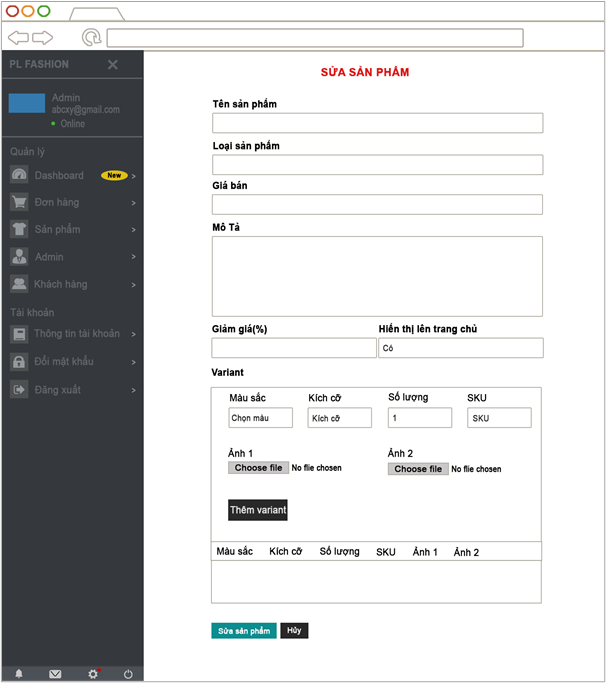 PL FASHION
SỬA SẢN PHẨM
Admin
abcxy@gmail.com
Online
Quản lý
Dashboard New
Đơn hàng
Sản phẩm
Admin
Khách hàng
Tài khoản
Thông tin tài khoản
Đổi mật khẩu
Đăng xuất
Tên sản phẩm
Loại sản phẩm
Giá bán
Mô Tả
Giảm giá(%) Hiển thị lên trang chủ
Có
Variant
Màu sắc Kích cỡ Số lượng SKU
Chọn màu Kích cỡ 1 SKU
Ảnh 1 Ảnh 2
Choose file No flie chosen Choose file No flie chosen
Thêm variant
Màu sắc Kích cỡ Số lượng SKU Ảnh 1 Ảnh 2
Sửa sản phẩm Hủy